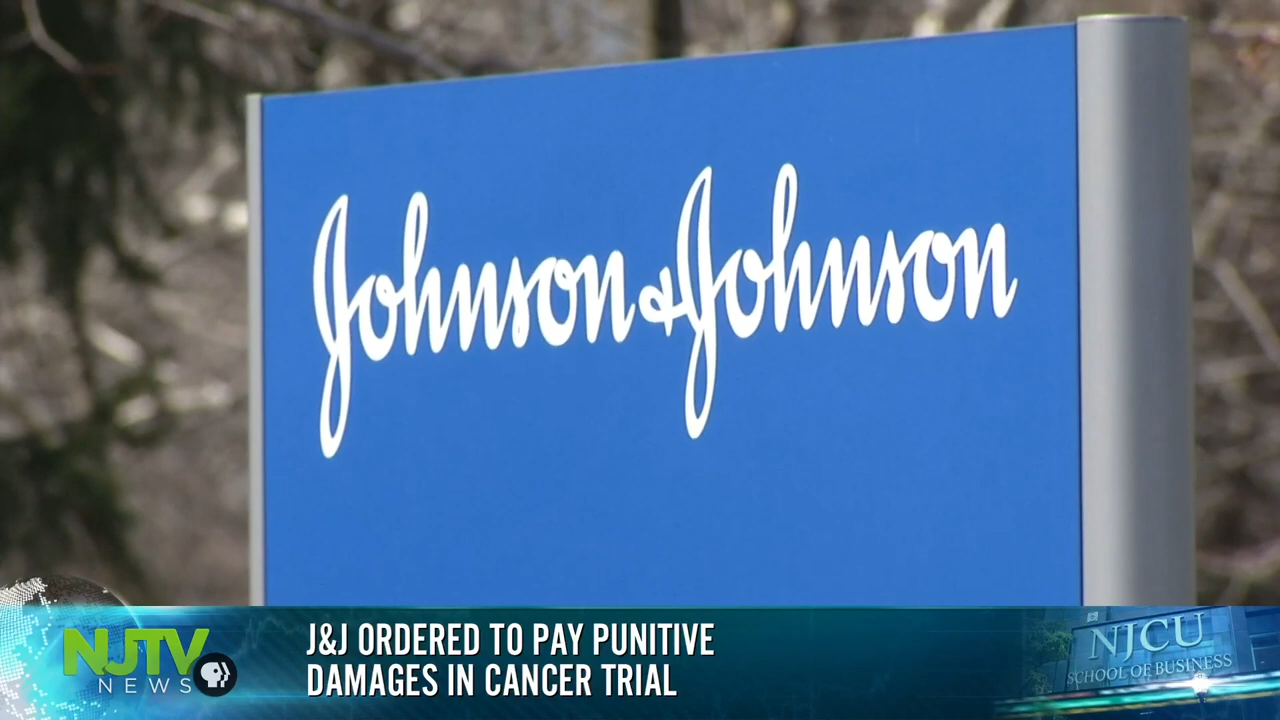 Johnson & Johnson
J&J ORDERED TO PAY PUNITIVE
DAMAGES IN CANCER TRIAL
NJTV
NEWS
NJCU
SCHOOL OF BUSINESS